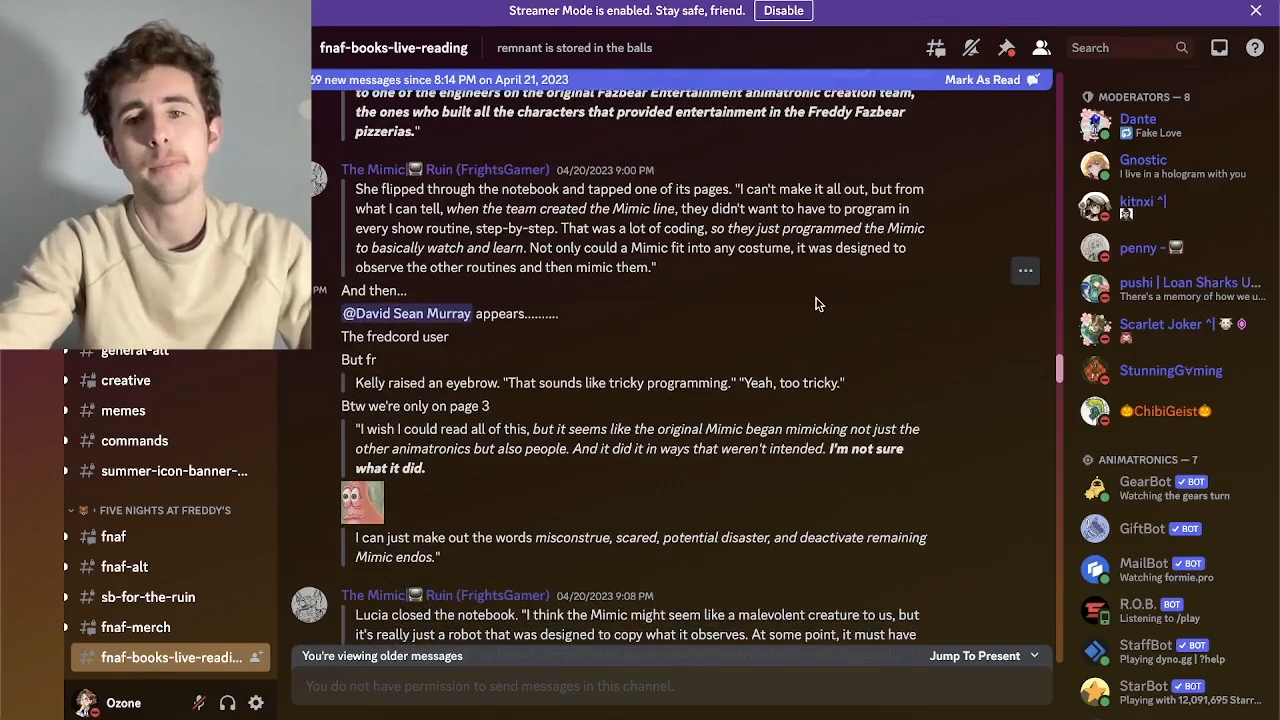 Streamer Mode is enabled. Stay safe, friend.
Disable
fnaf-books-live-reading
remnant is stored in the balls
Search
69 new messages since 8:14 PM on April 21, 2023
Mark As Read
to one of the engineers on the original Fazbear Entertainment animatronic creation team,
the ones who built all the characters that provided entertainment in the Freddy Fazbear
pizzerias."
The Mimic| Ruin (FrightsGamer) 04/20/2023 9:00 PM
She flipped through the notebook and tapped one of its pages. "I can't make it all out, but from
what I can tell, when the team created the Mimic line, they didn't want to have to program in
every show routine, step-by-step. That was a lot of coding, so they just programmed the Mimic
to basically watch and learn. Not only could a Mimic fit into any costume, it was designed to
observe the other routines and then mimic them."
PM
And then...
@David Sean Murray appears..........
The fredcord user
But fr
Kelly raised an eyebrow. "That sounds like tricky programming." "Yeah, too tricky."
Btw we're only on page 3
"I wish I could read all of this, but it seems like the original Mimic began mimicking not just the
other animatronics but also people. And it did it in ways that weren't intended. I'm not sure
what it did.
I can just make out the words misconstrue, scared, potential disaster, and deactivate remaining
Mimic endos."
The Mimic| Ruin (FrightsGamer) 04/20/2023 9:08 PM
Lucia closed the notebook. "I think the Mimic might seem like a malevolent creature to us, but
it's really just a robot that was designed to copy what it observes. At some point, it must have
You're viewing older messages
Jump To Present
You do not have permission to send messages in this channel.
general-alt
creative
memes
commands
summer-icon-banner-...
FIVE NIGHTS AT FREDDY'S
fnaf
fnaf-alt
sb-for-the-ruin
fnaf-merch
fnaf-books-live-readi...
Ozone
MODERATORS — 8
Dante
Fake Love
Gnostic
I live in a hologram with you
kitnxi ^|
penny -
pushi | Loan Sharks U...
There's a memory of how we u...
Scarlet Joker ^|
StunningG∀ming
ChibiGeist
ANIMATRONICS — 7
GearBot ✓ BOT
Watching the gears turn
GiftBot ✓ BOT
MailBot ✓ BOT
Watching formie.pro
R.O.B. BOT
Listening to /play
StaffBot ✓ BOT
Playing dyno.gg | ?help
StarBot ✓ BOT
Playing with 12,091,695 Starr...